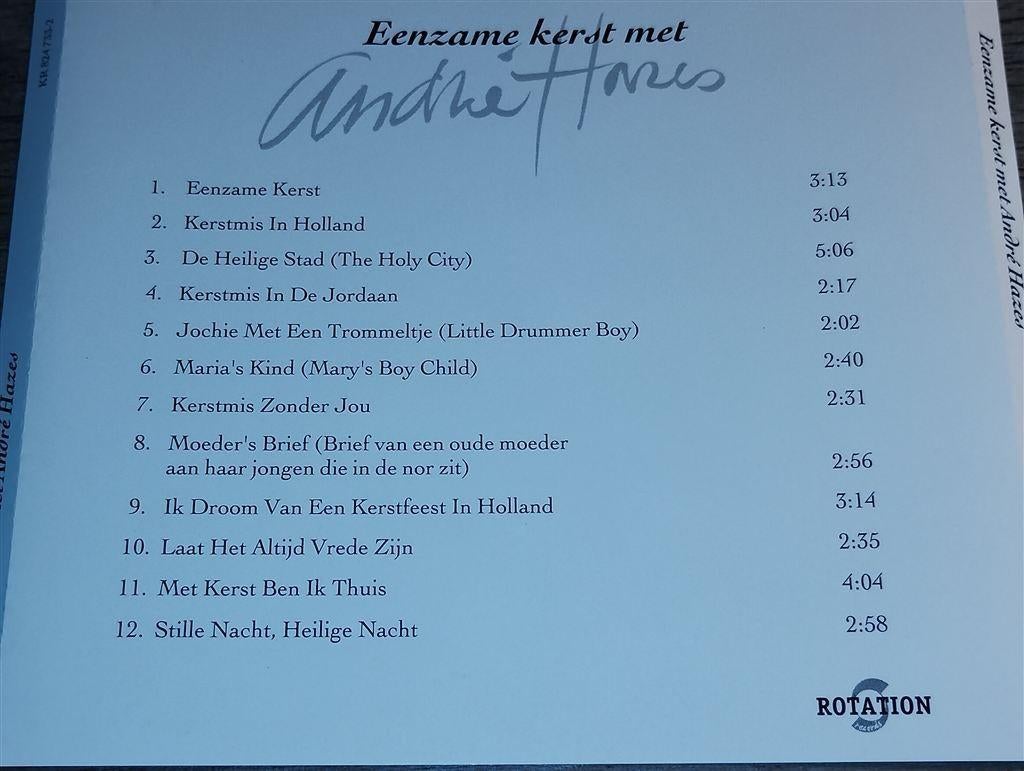 KR 824 733-2
Eenzame kerst met
André Hazes
1. Eenzame Kerst 3:13
2. Kerstmis In Holland 3:04
3. De Heilige Stad (The Holy City) 5:06
4. Kerstmis In De Jordaan 2:17
5. Jochie Met Een Trommeltje (Little Drummer Boy) 2:02
6. Maria's Kind (Mary's Boy Child) 2:40
7. Kerstmis Zonder Jou 2:31
8. Moeder's Brief (Brief van een oude moeder
aan haar jongen die in de nor zit) 2:56
9. Ik Droom Van Een Kerstfeest In Holland 3:14
10. Laat Het Altijd Vrede Zijn 2:35
11. Met Kerst Ben Ik Thuis 4:04
12. Stille Nacht, Heilige Nacht 2:58
ROTATION
records
Eenzame kerst met André Hazes
met André Hazes